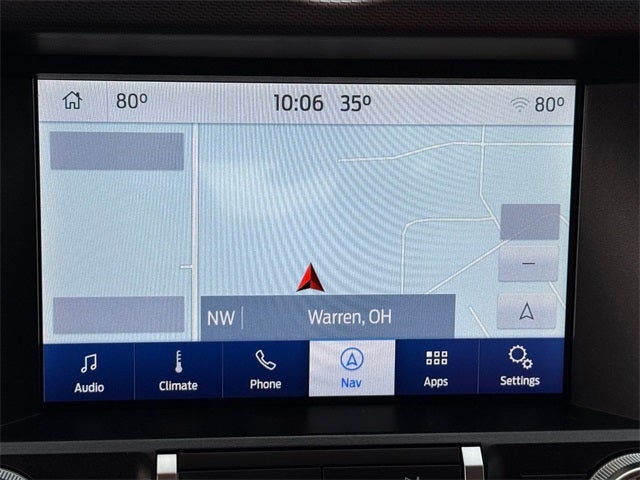 80° 10:06 35° 80°
NW Warren, OH
Audio Climate Phone Nav Apps Settings